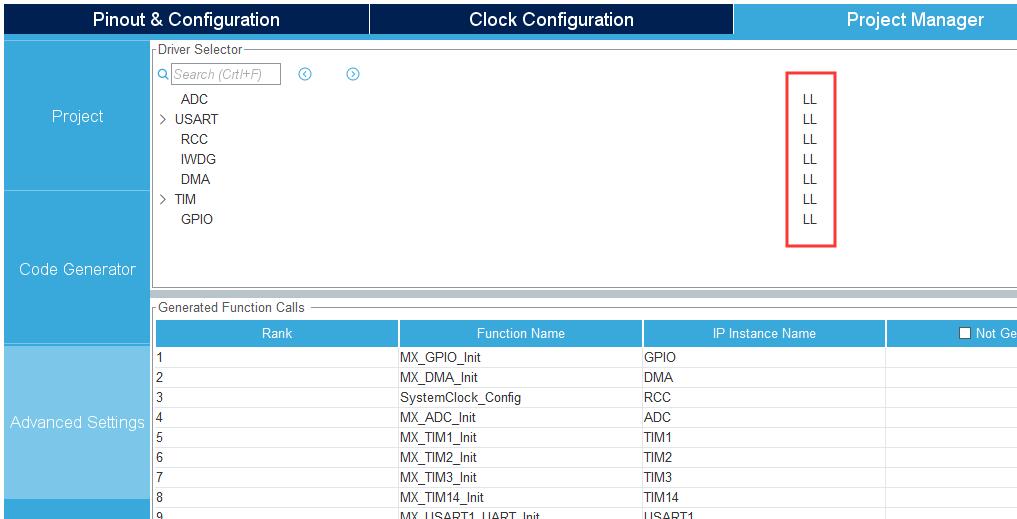 Pinout & Configuration Clock Configuration Project Manager
Project
Code Generator
Advanced Settings
Driver Selector
Search (Crtl+F)
ADC LL
USART LL
RCC LL
IWDG LL
DMA LL
TIM LL
GPIO LL
Generated Function Calls
Rank Function Name IP Instance Name Not Ge
1 MX_GPIO_Init GPIO
2 MX_DMA_Init DMA
3 SystemClock_Config RCC
4 MX_ADC_Init ADC
5 MX_TIM1_Init TIM1
6 MX_TIM2_Init TIM2
7 MX_TIM3_Init TIM3
8 MX_TIM14_Init TIM14
9 MX_USART1_UART_Init USART1